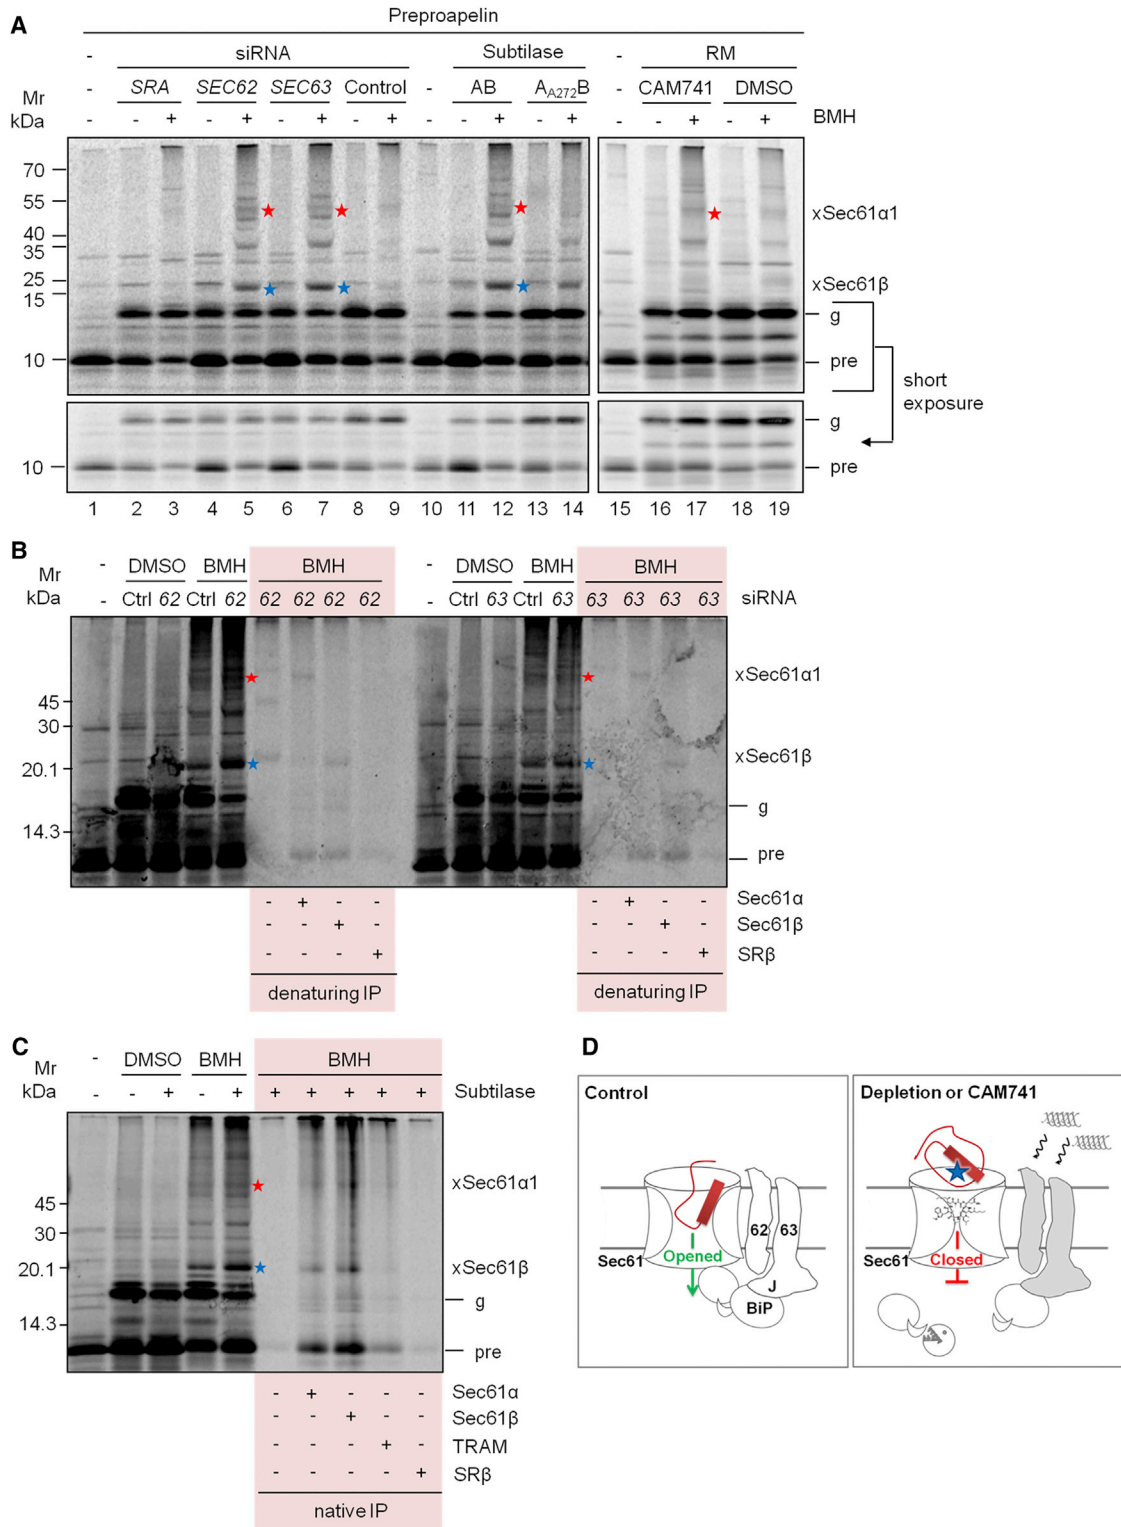 A
Preproapelin
- siRNA - Subtilase - RM
- SRA SEC62 SEC63 Control - AB A_A272B - CAM741 DMSO
Mr
kDa
- - + - + - + - + - - + - + - - + - + BMH
70
55 xSec61α1
40
35
25 xSec61β
15
g
10 pre
short
exposure
g
10 pre
1 2 3 4 5 6 7 8 9 10 11 12 13 14 15 16 17 18 19
B
Mr
kDa
- DMSO BMH BMH - DMSO BMH BMH
- Ctrl 62 Ctrl 62 62 62 62 62 - Ctrl 63 Ctrl 63 63 63 63 63 siRNA
xSec61α1
45
30
xSec61β
20.1
g
14.3
pre
- + - - - + - - Sec61α
- - + - - - + - Sec61β
- - - + - - - + SRβ
denaturing IP denaturing IP
C
Mr
kDa
- DMSO BMH BMH
- - + - + + + + + + Subtilase
xSec61α1
45
30
20.1 xSec61β
g
14.3
pre
- + - - - Sec61α
- - + - - Sec61β
- - - + - TRAM
- - - - + SRβ
native IP
D
Control
62 63
Sec61 Opened
J
BiP
Depletion or CAM741
Sec61 Closed